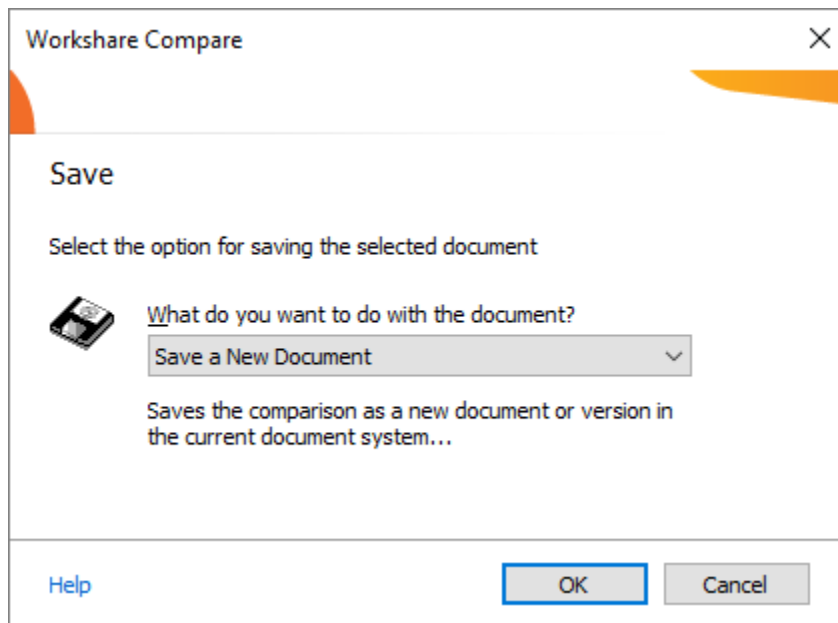 Workshare Compare
Save
Select the option for saving the selected document
What do you want to do with the document?
Save a New Document
Saves the comparison as a new document or version in
the current document system...
Help
OK
Cancel